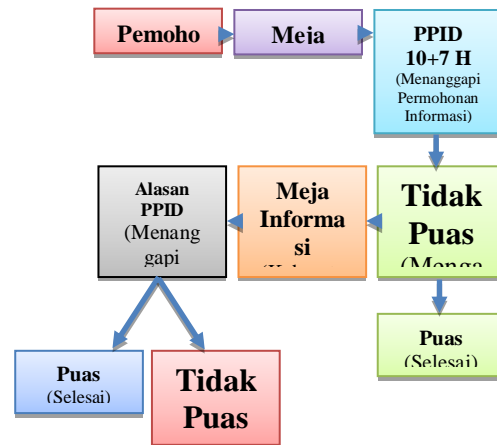 Pemoho
Meja
PPID
10+7 H
(Menanggapi
Permohonan
Informasi)
Alasan
PPID
(Menang
gapi
Meja
Informa
si
Tidak
Puas
(Menga
Puas
(Selesai)
Tidak
Puas
Puas
(Selesai)